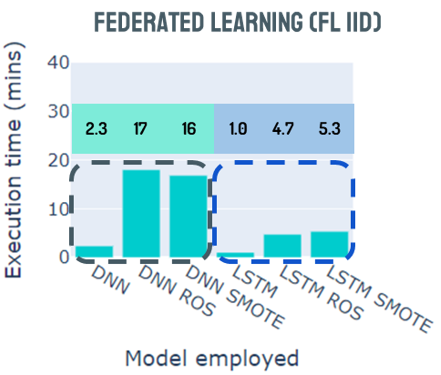 FEDERATED LEARNING (FL IID)
Execution time (mins)
40
30
20
10
0
2.3 17 16 1.0 4.7 5.3
DNN
DNN ROS
DNN SMOTE
LSTM
LSTM ROS
LSTM SMOTE
Model employed